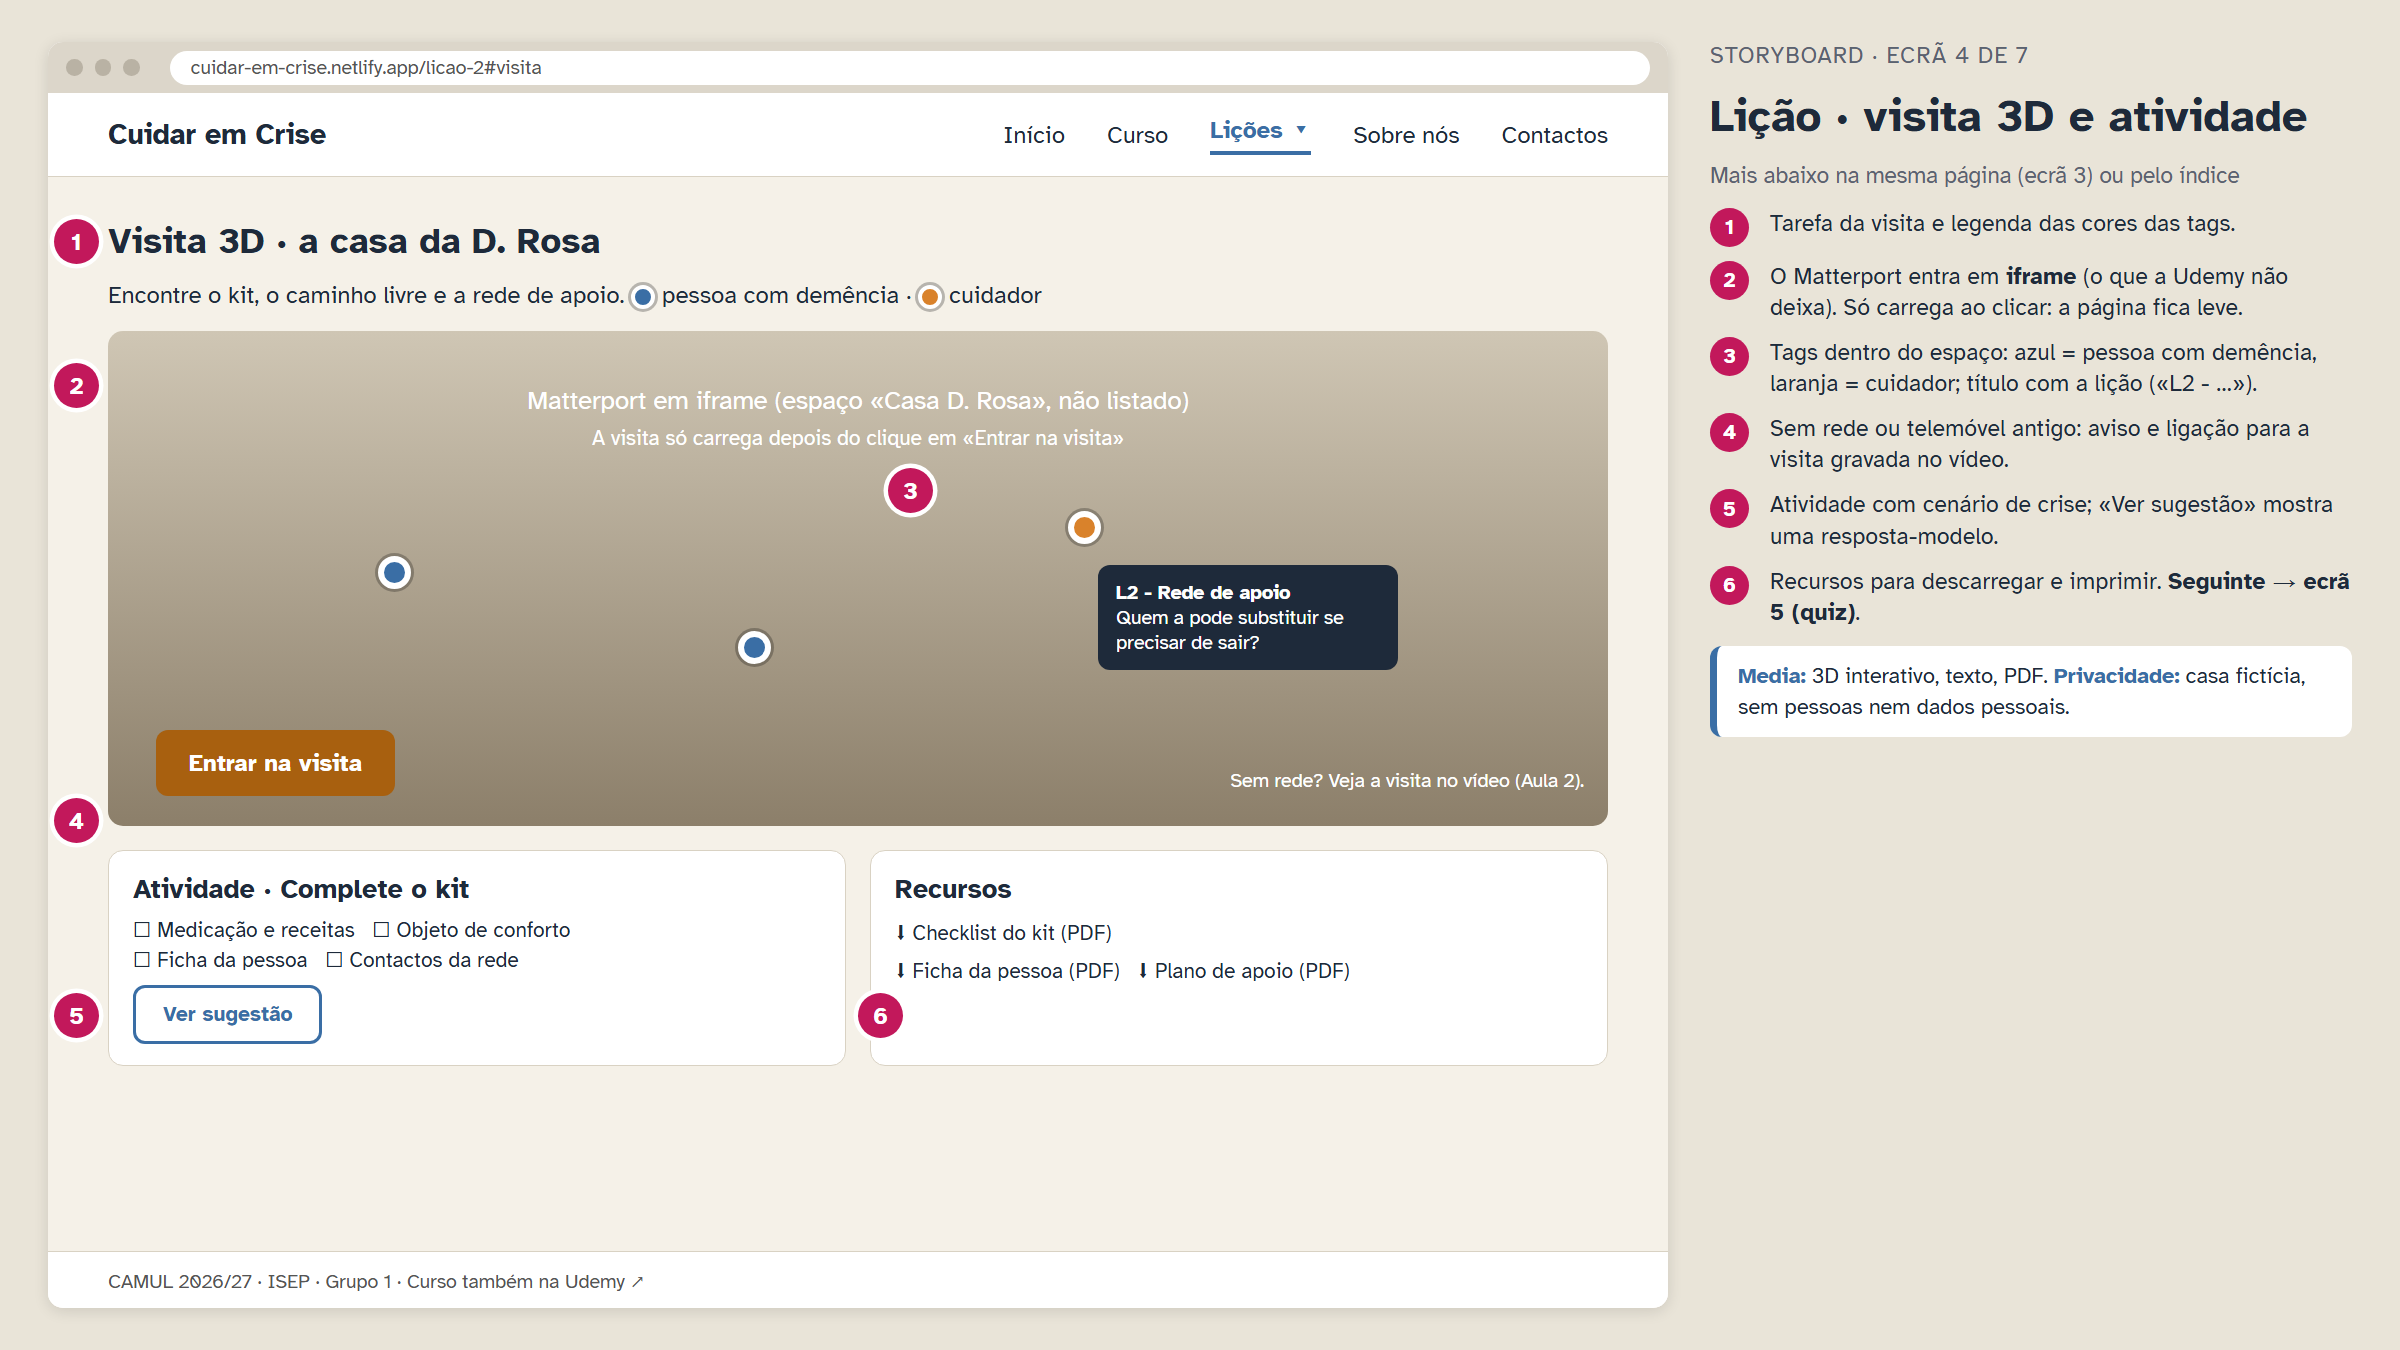 cuidar-em-crise.netlify.app/licao-2#visita
Cuidar em Crise
Início Curso Lições ▼ Sobre nós Contactos
1 Visita 3D · a casa da D. Rosa
Encontre o kit, o caminho livre e a rede de apoio. pessoa com demência · cuidador
2
Matterport em iframe (espaço «Casa D. Rosa», não listado)
A visita só carrega depois do clique em «Entrar na visita»
3
L2 - Rede de apoio
Quem a pode substituir se
precisar de sair?
Entrar na visita
Sem rede? Veja a visita no vídeo (Aula 2).
4
Atividade · Complete o kit
☐ Medicação e receitas ☐ Objeto de conforto
☐ Ficha da pessoa ☐ Contactos da rede
5 Ver sugestão
Recursos
⬇ Checklist do kit (PDF)
⬇ Ficha da pessoa (PDF) ⬇ Plano de apoio (PDF)
6
CAMUL 2026/27 · ISEP · Grupo 1 · Curso também na Udemy ↗
STORYBOARD · ECRÃ 4 DE 7
Lição · visita 3D e atividade
Mais abaixo na mesma página (ecrã 3) ou pelo índice
1 Tarefa da visita e legenda das cores das tags.
2 O Matterport entra em iframe (o que a Udemy não
deixa). Só carrega ao clicar: a página fica leve.
3 Tags dentro do espaço: azul = pessoa com demência,
laranja = cuidador; título com a lição («L2 - ...»).
4 Sem rede ou telemóvel antigo: aviso e ligação para a
visita gravada no vídeo.
5 Atividade com cenário de crise; «Ver sugestão» mostra
uma resposta-modelo.
6 Recursos para descarregar e imprimir. Seguinte → ecrã
5 (quiz).
Media: 3D interativo, texto, PDF. Privacidade: casa fictícia,
sem pessoas nem dados pessoais.